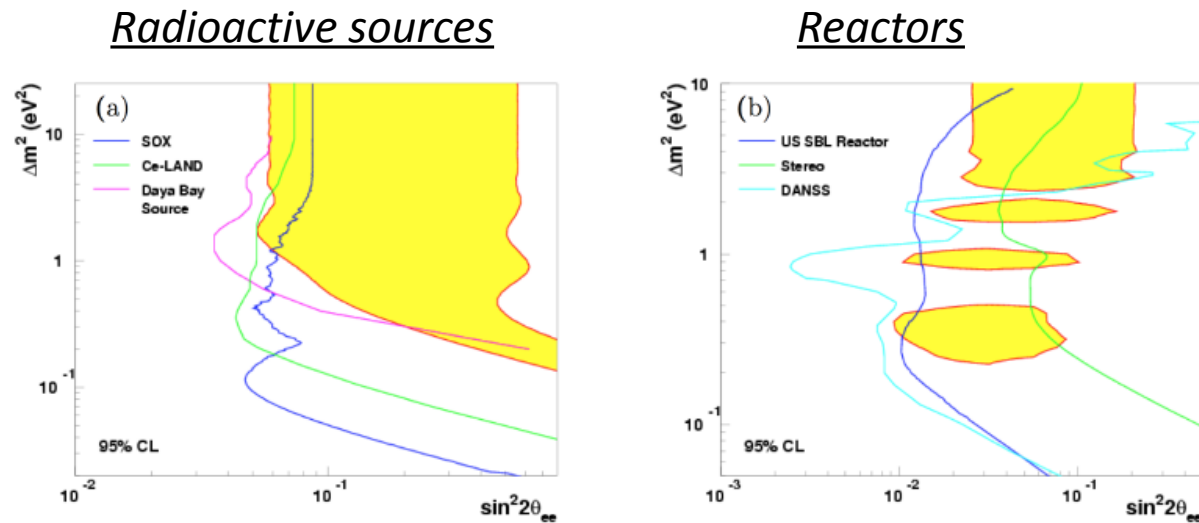 Radioactive sources
Reactors
(a)
SOX
Ce-LAND
Daya Bay
Source
95% CL
Δm² (eV²)
10
1
10⁻¹
10⁻²
10⁻¹
sin²2θee
(b)
US SBL Reactor
Stereo
DANSS
95% CL
Δm² (eV²)
10
1
10⁻¹
10⁻³
10⁻²
10⁻¹
sin²2θee